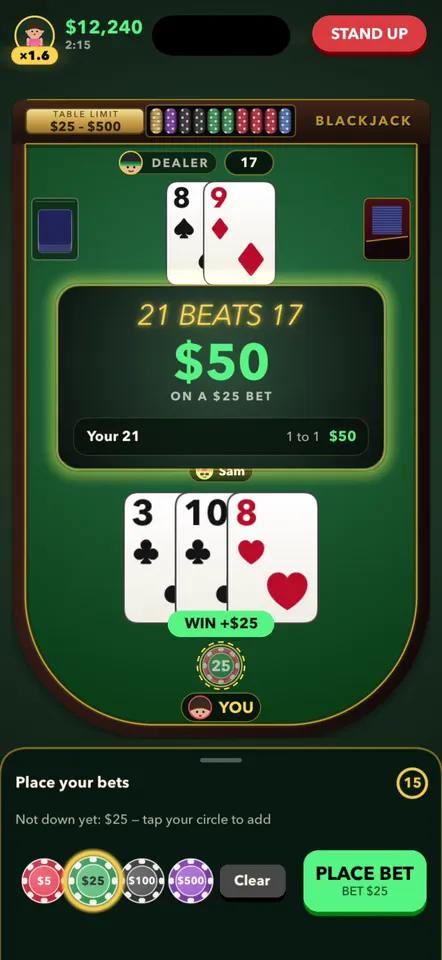 $12,240
2:15
×1.6
STAND UP
TABLE LIMIT
$25 – $500
BLACKJACK
DEALER
17
8
9
21 BEATS 17
$50
ON A $25 BET
Your 21
1 to 1
$50
Sam
3
10
8
WIN +$25
25
YOU
Place your bets
15
Not down yet: $25 — tap your circle to add
$5
$25
$100
$500
Clear
PLACE BET
BET $25